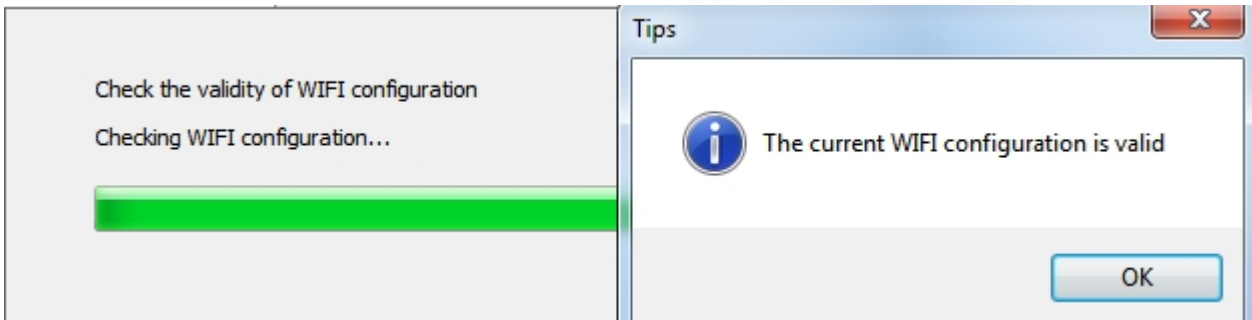 Check the validity of WIFI configuration
Checking WIFI configuration...
Tips
The current WIFI configuration is valid
OK